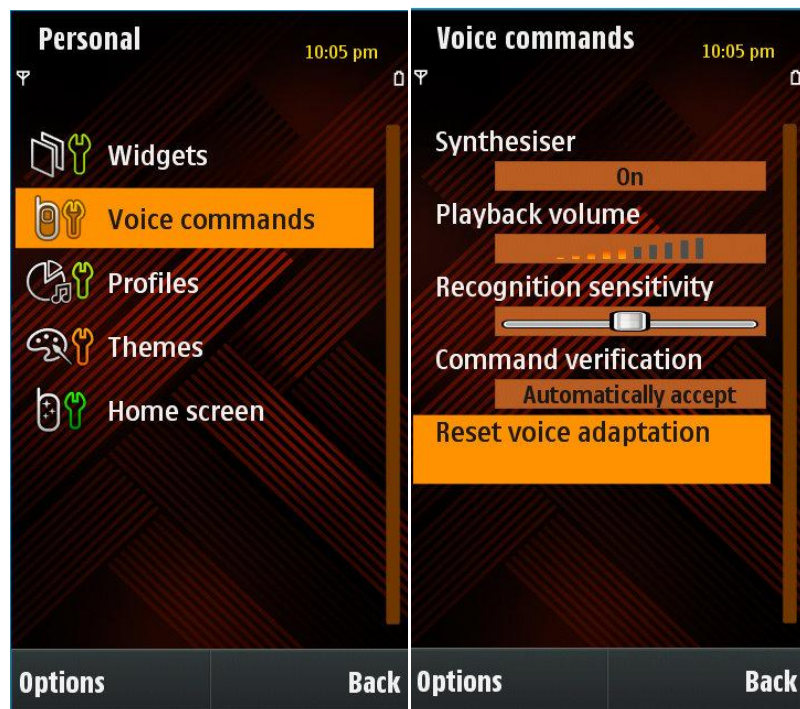 Personal
10:05 pm
Widgets
Voice commands
Profiles
Themes
Home screen
Options
Back
Voice commands
10:05 pm
Synthesiser
On
Playback volume
Recognition sensitivity
Command verification
Automatically accept
Reset voice adaptation
Options
Back